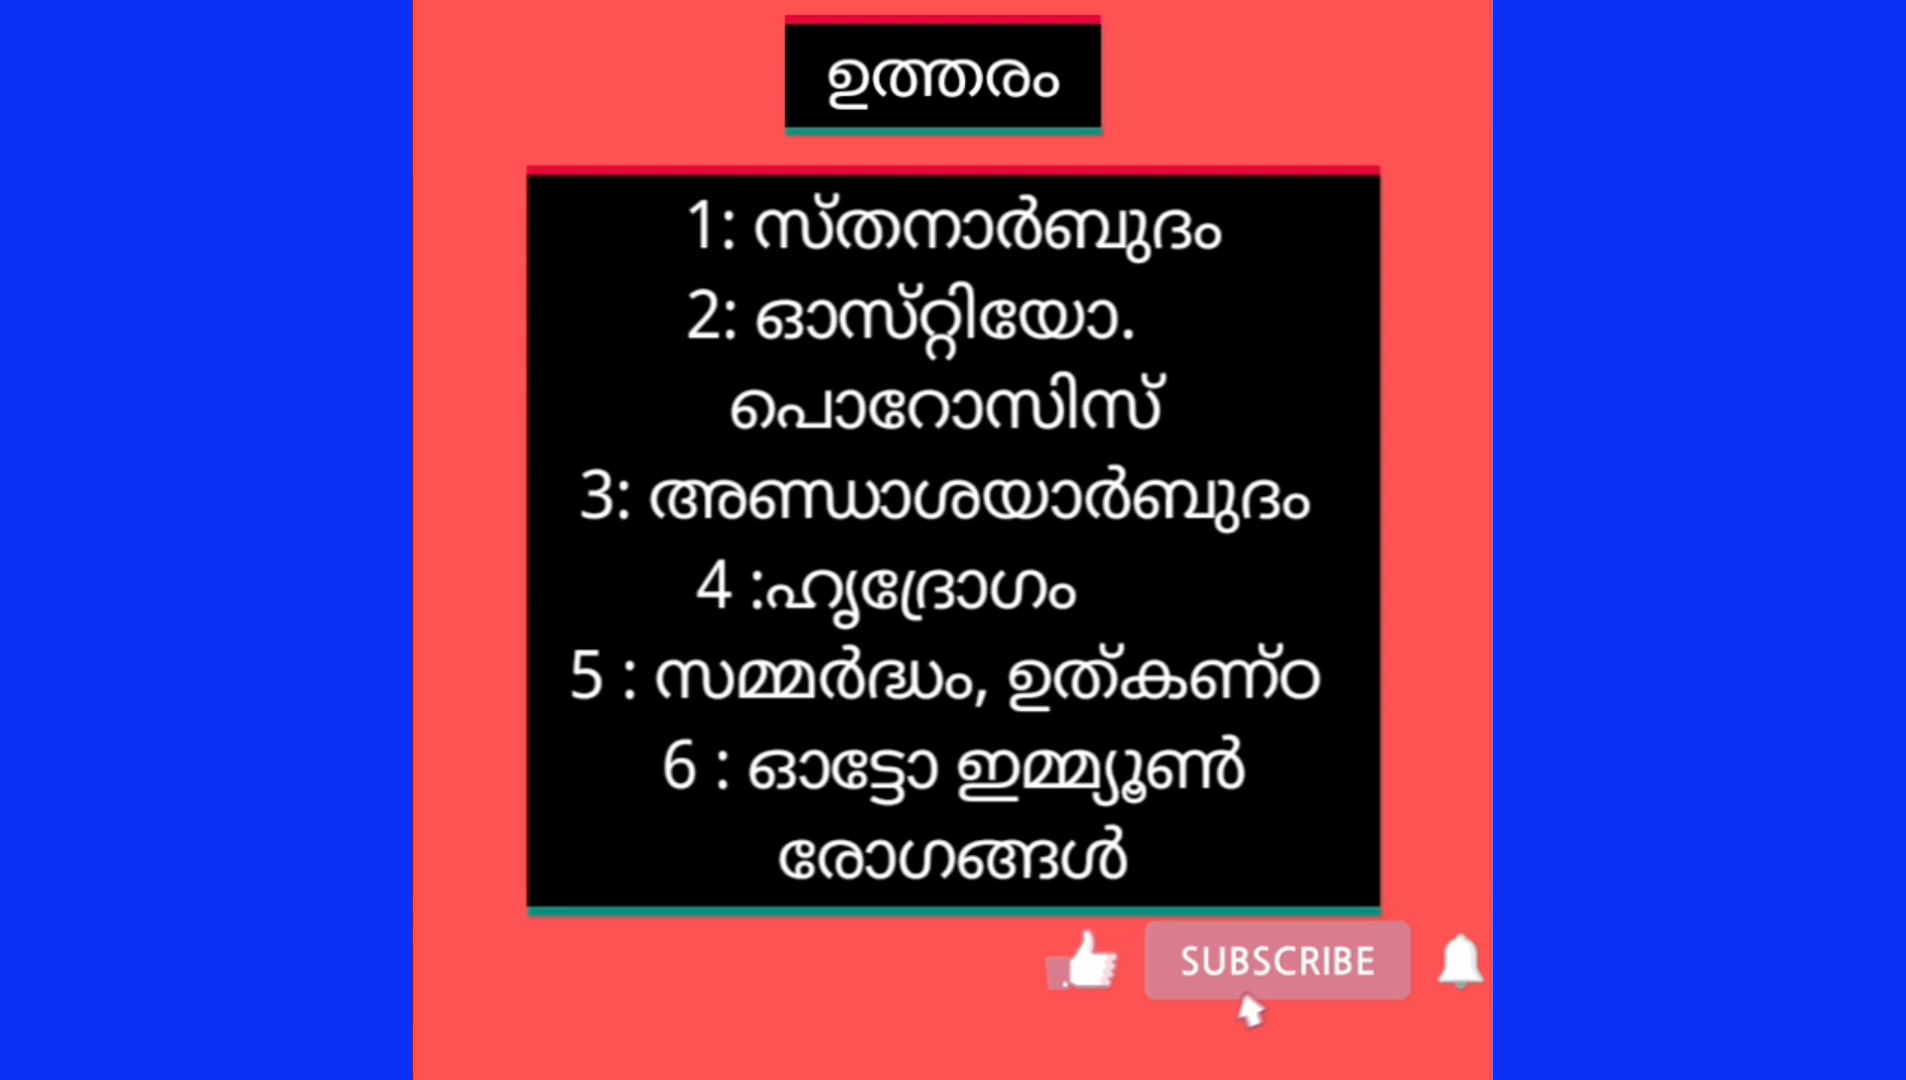 ഉത്തരം
1: സ്തനാർബുദം
2: ഓസ്റ്റിയോ.
പൊറോസിസ്
3: അണ്ഡാശയാർബുദം
4 :ഹൃദ്രോഗം
5 : സമ്മർദ്ധം, ഉത്കണ്ഠ
6 : ഓട്ടോ ഇമ്മ്യൂൺ
രോഗങ്ങൾ
SUBSCRIBE